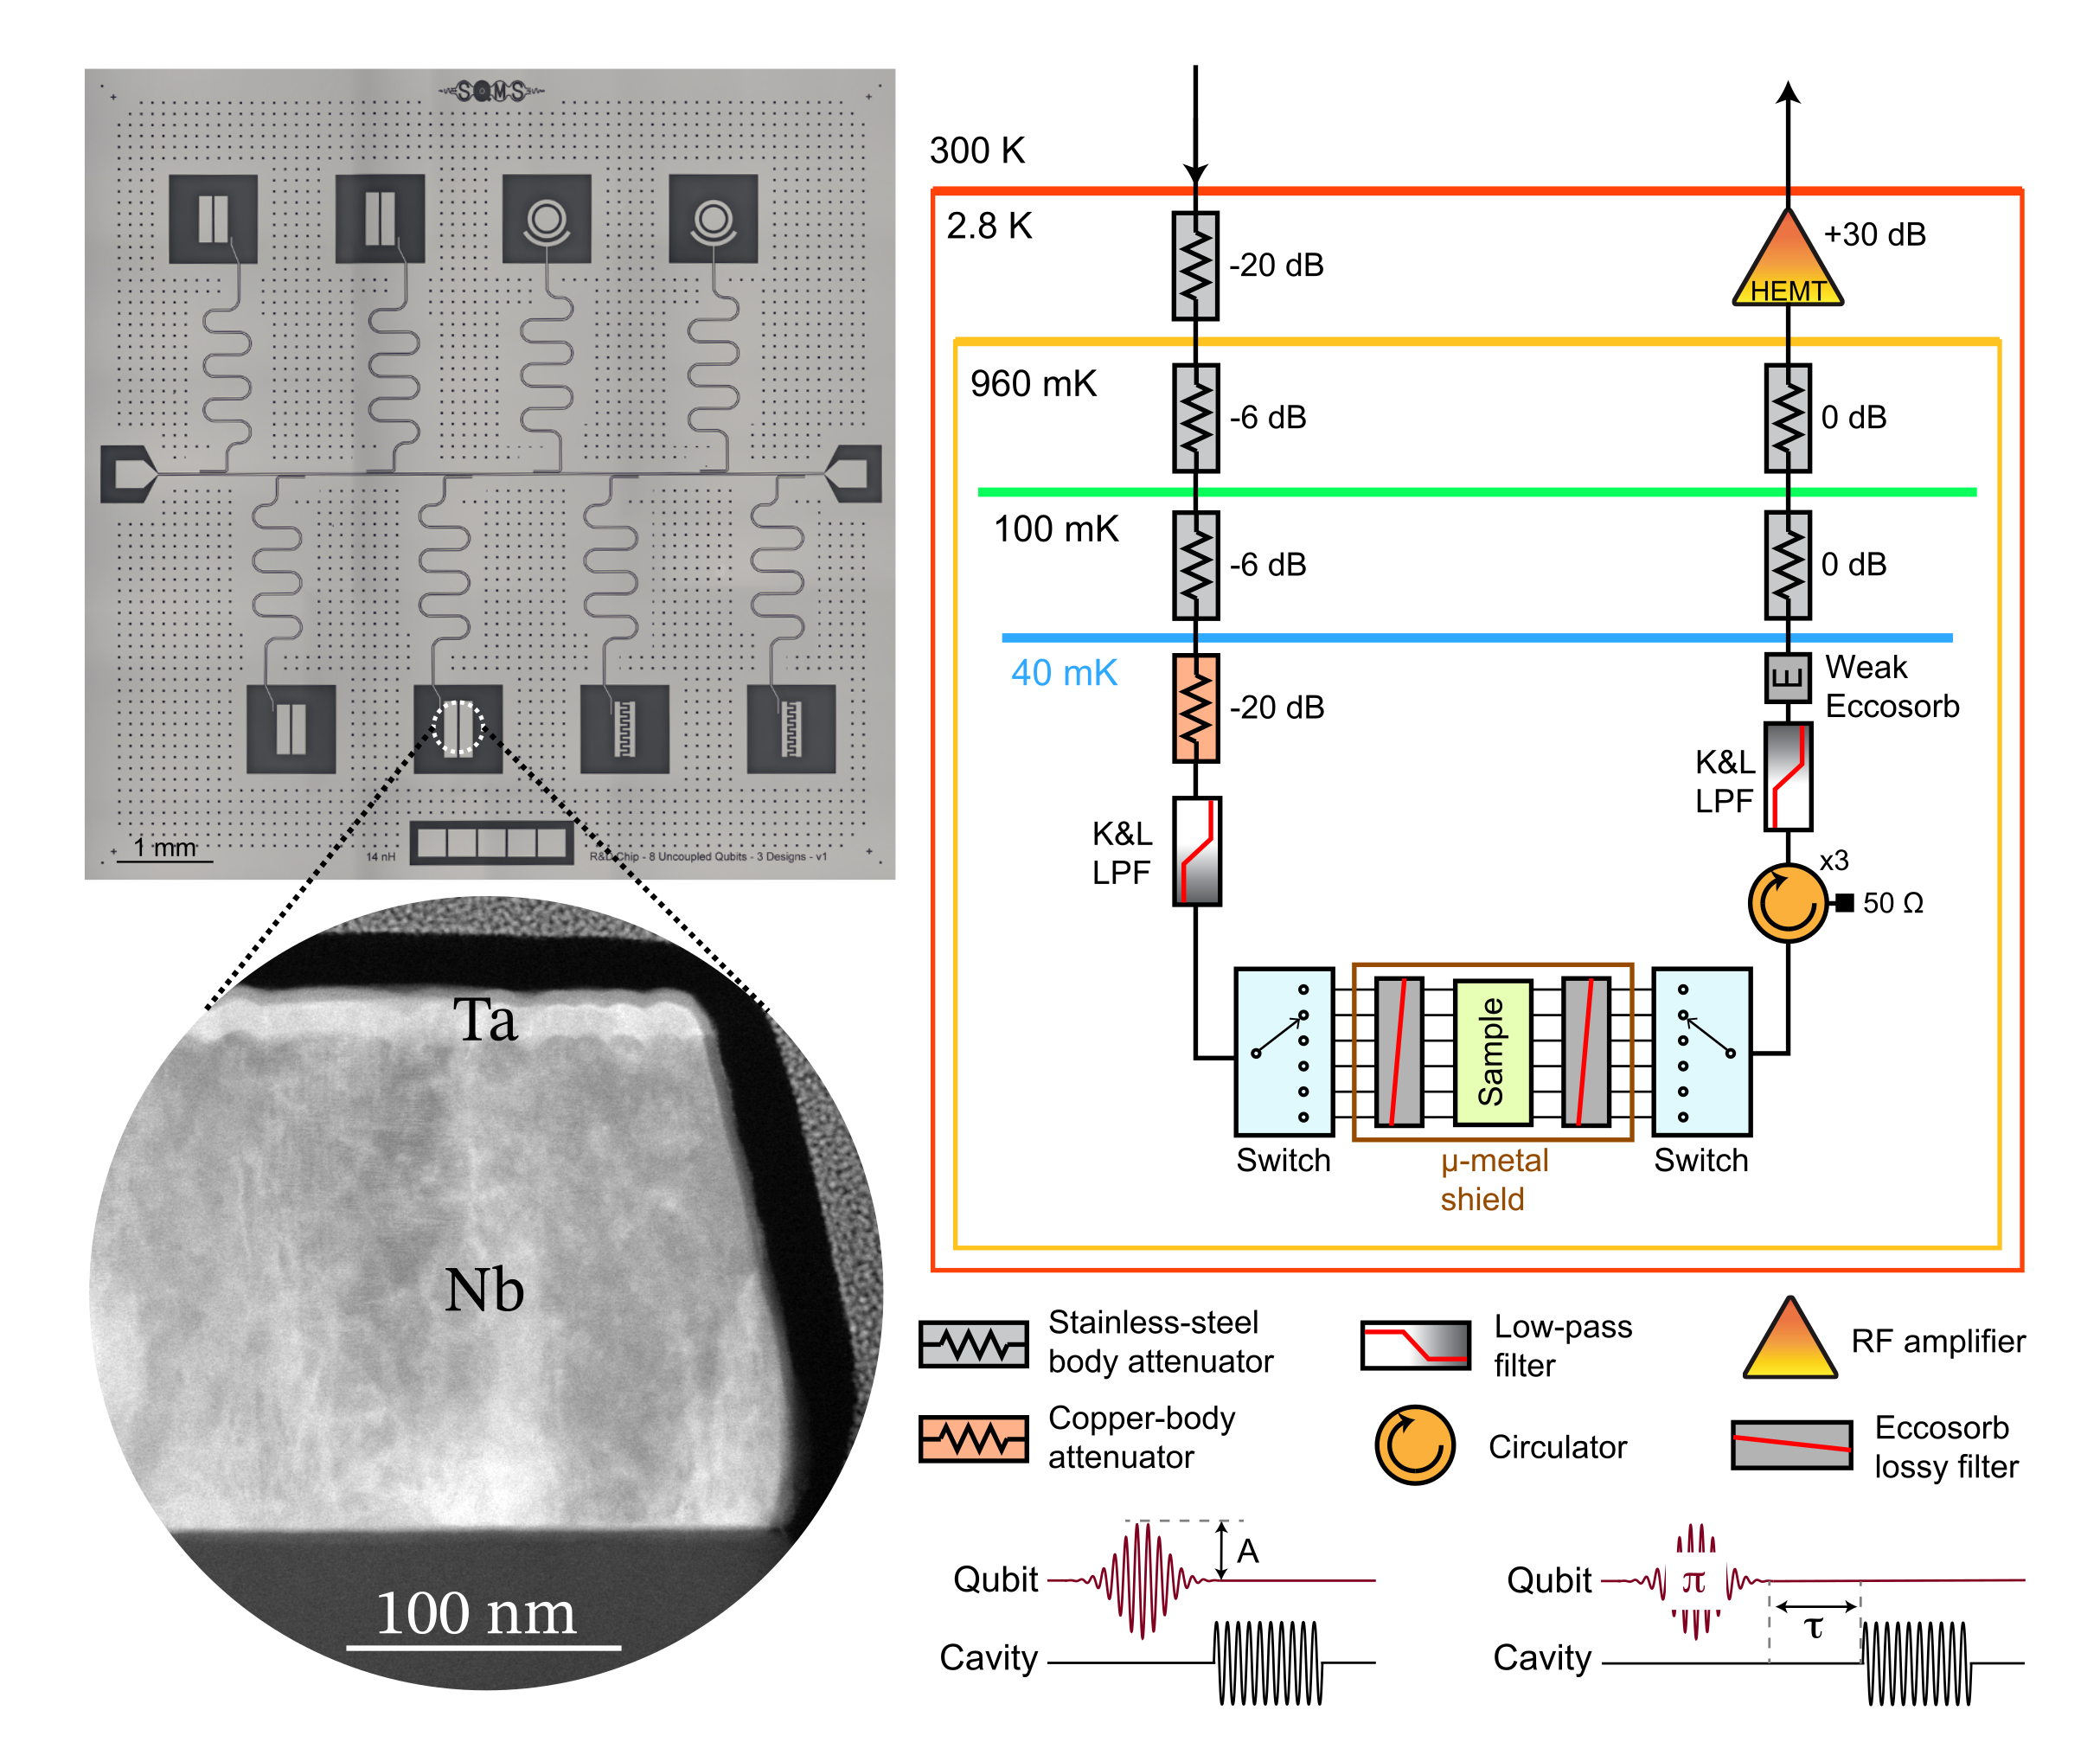 SQMS
1 mm
14 nH
R&D Chip - 8 Uncoupled Qubits - 3 Designs - v1
Ta
Nb
100 nm
300 K
2.8 K
-20 dB
+30 dB
HEMT
960 mK
-6 dB
0 dB
100 mK
-6 dB
0 dB
40 mK
-20 dB
E
Weak
Eccosorb
K&L
LPF
K&L
LPF
x3
50 Ω
Sample
Switch
µ-metal
shield
Switch
Stainless-steel
body attenuator
Low-pass
filter
RF amplifier
Copper-body
attenuator
Circulator
Eccosorb
lossy filter
Qubit
A
Cavity
Qubit
π
τ
Cavity